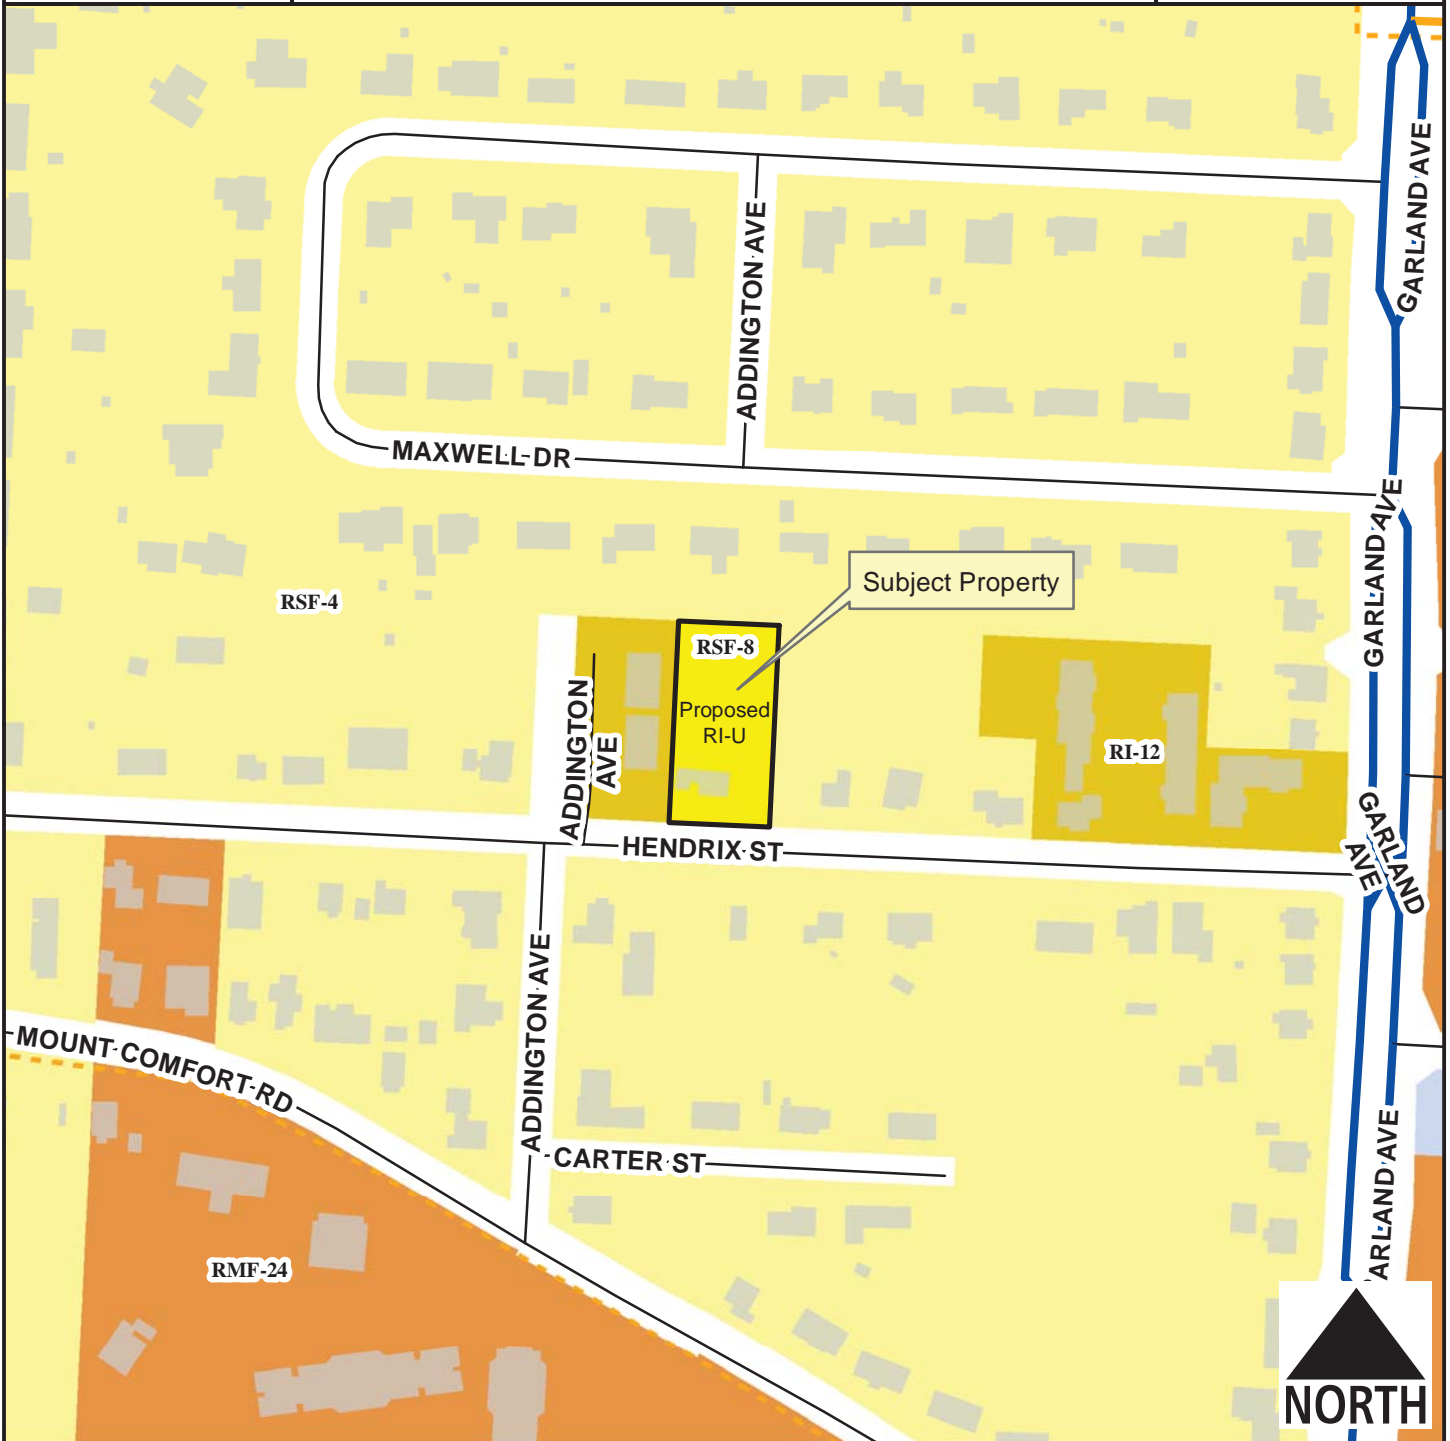 GARLAND AVE
ADDINGTON AVE
MAXWELL DR
GARLAND AVE
Subject Property
RSF-4
RSF-8
Proposed
RI-U
ADDINGTON
AVE
RI-12
HENDRIX ST
GARLAND
AVE
ADDINGTON AVE
MOUNT COMFORT RD
CARTER ST
GARLAND AVE
RMF-24
NORTH